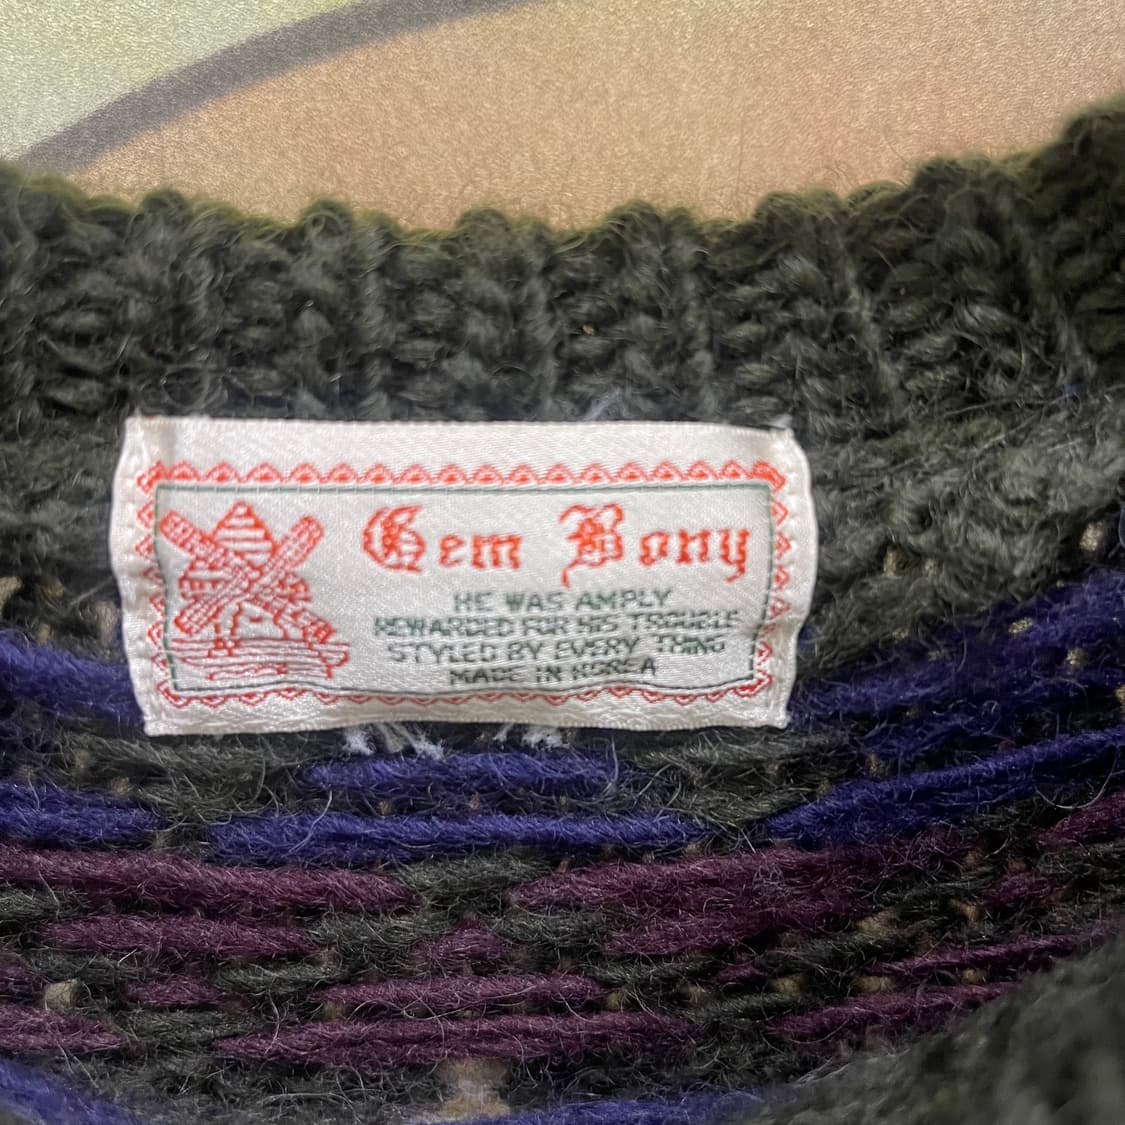 Gem Bony
HE WAS AMPLY
REWARDED FOR HIS TROUBLE
STYLED BY EVERY THING
MADE IN KOREA